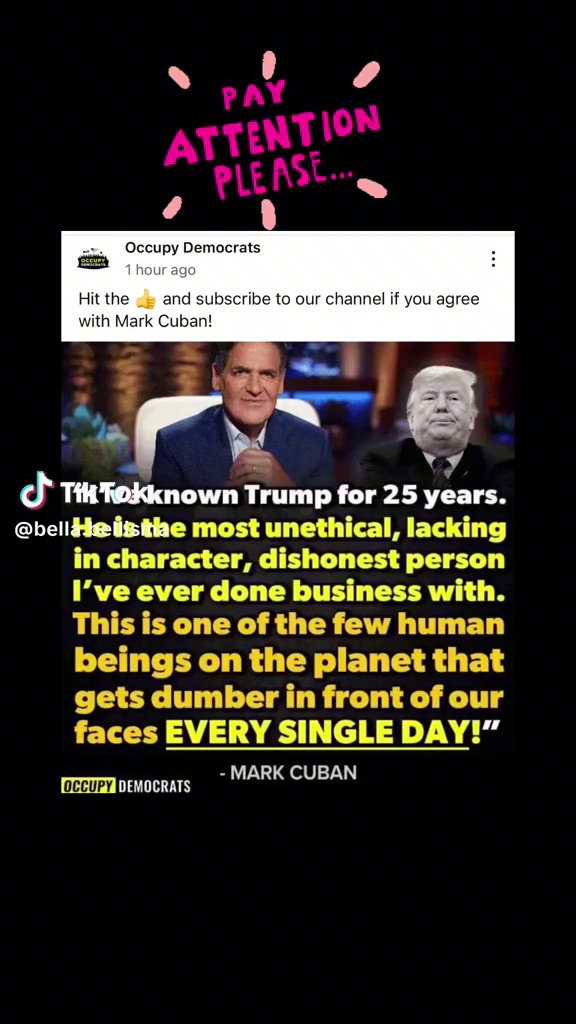 PAY
ATTENTION
PLEASE...
Occupy Democrats
1 hour ago
Hit the 👍 and subscribe to our channel if you agree
with Mark Cuban!
TikTok
known Trump for 25 years.
@bella.bellisma
the most unethical, lacking
in character, dishonest person
I've ever done business with.
This is one of the few human
beings on the planet that
gets dumber in front of our
faces EVERY SINGLE DAY!”
- MARK CUBAN
OCCUPY DEMOCRATS